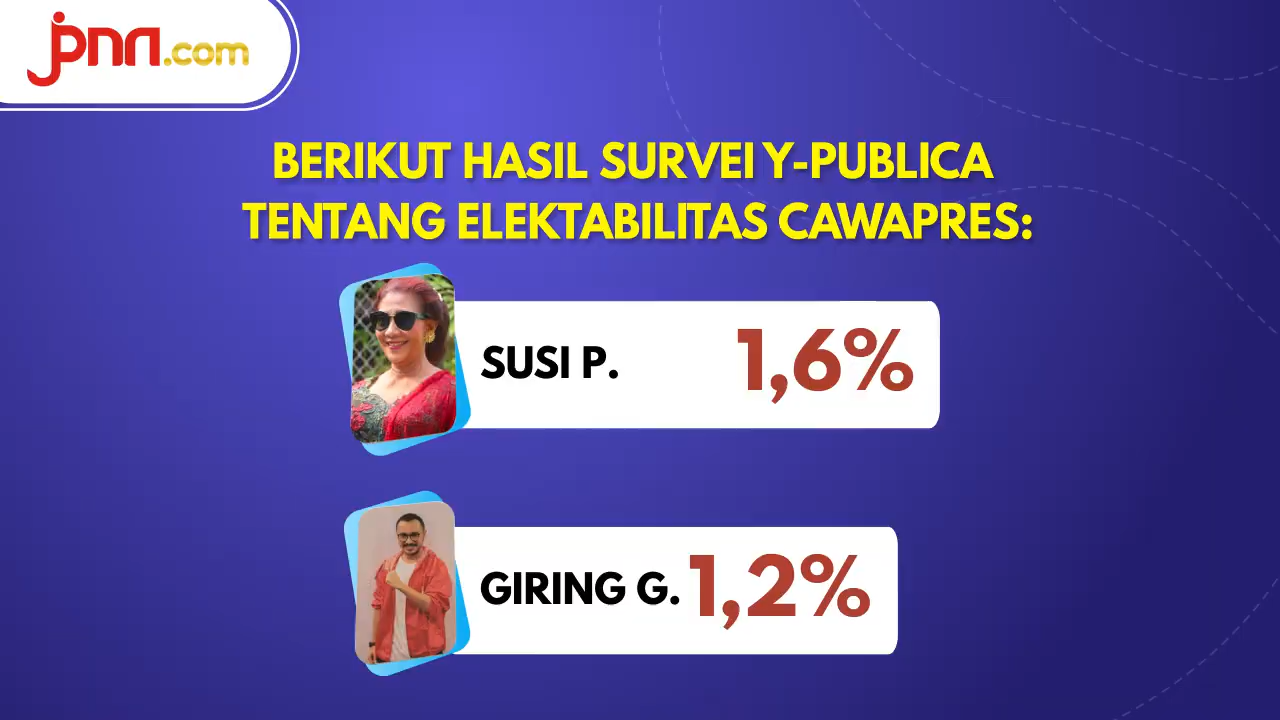 jpnn.com
BERIKUT HASIL SURVEI Y-PUBLICA
TENTANG ELEKTABILITAS CAWAPRES:
SUSI P. 1,6%
GIRING G. 1,2%